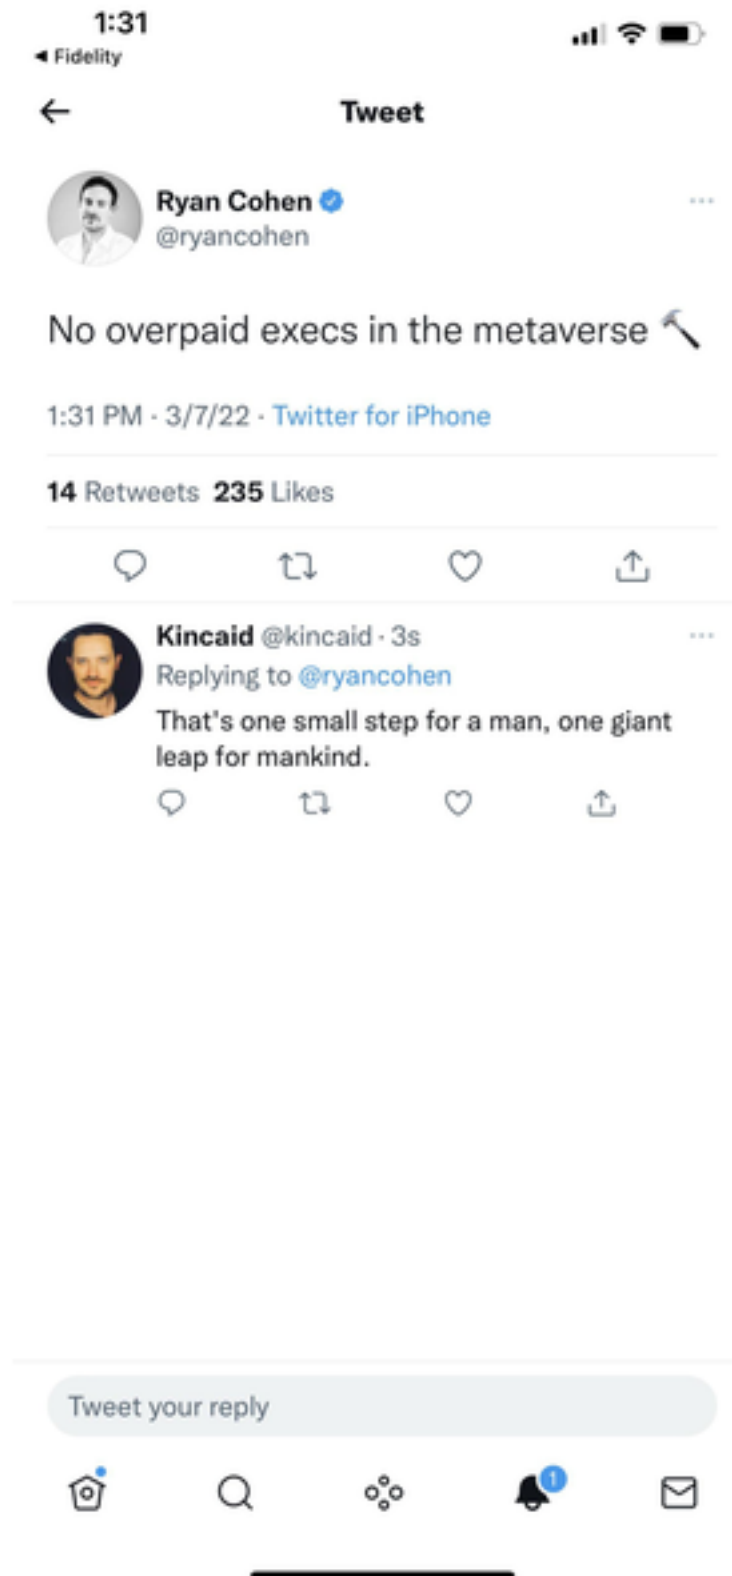 1:31
◀ Fidelity
Tweet
Ryan Cohen
@ryancohen
No overpaid execs in the metaverse 🔨
1:31 PM · 3/7/22 · Twitter for iPhone
14 Retweets 235 Likes
Kincaid @kincaid · 3s
Replying to @ryancohen
That's one small step for a man, one giant
leap for mankind.
Tweet your reply
1